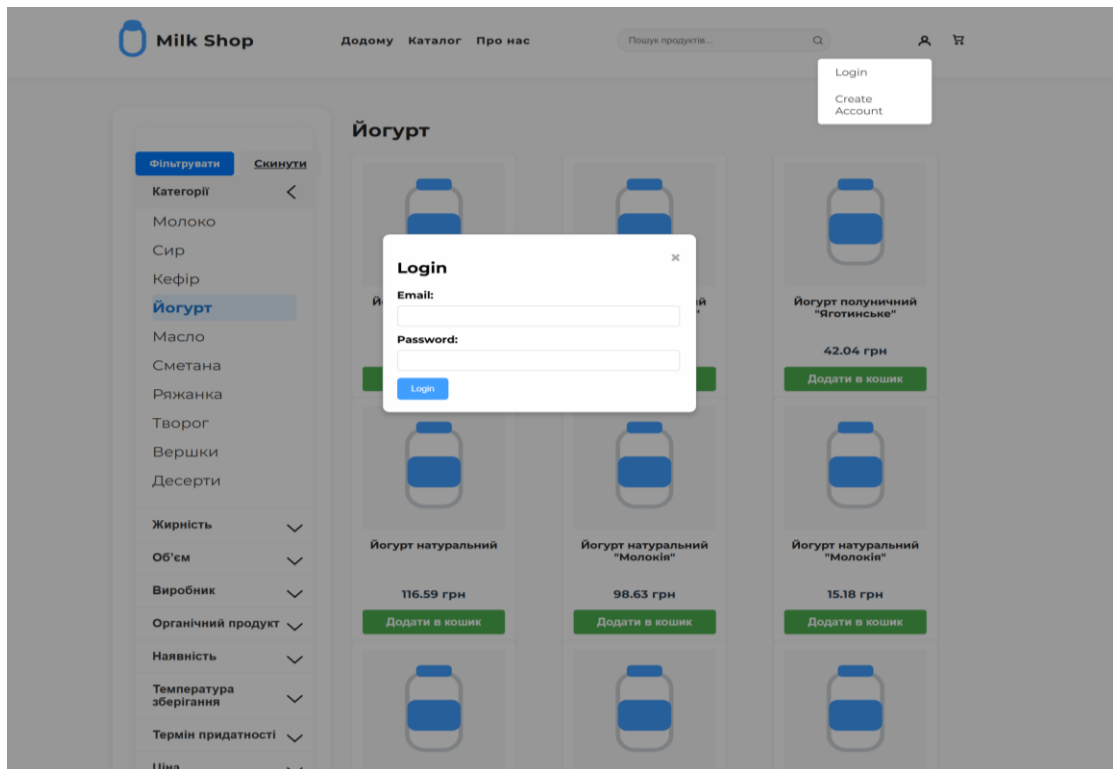 Milk Shop
Додому Каталог Про нас
Пошук продуктів...
Login
Create
Account
Йогурт
Фільтрувати Скинути
Категорії
Молоко
Сир
Кефір
Йогурт
Масло
Сметана
Ряжанка
Творог
Вершки
Десерти
Жирність
Об'єм
Виробник
Органічний продукт
Наявність
Температура
зберігання
Термін придатності
Ціна
Login
Email:
Password:
Login
Йогурт полуничний
"Яготинське"
42.04 грн
Додати в кошик
Йогурт натуральний
116.59 грн
Додати в кошик
Йогурт натуральний
"Молокія"
98.63 грн
Додати в кошик
Йогурт натуральний
"Молокія"
15.18 грн
Додати в кошик